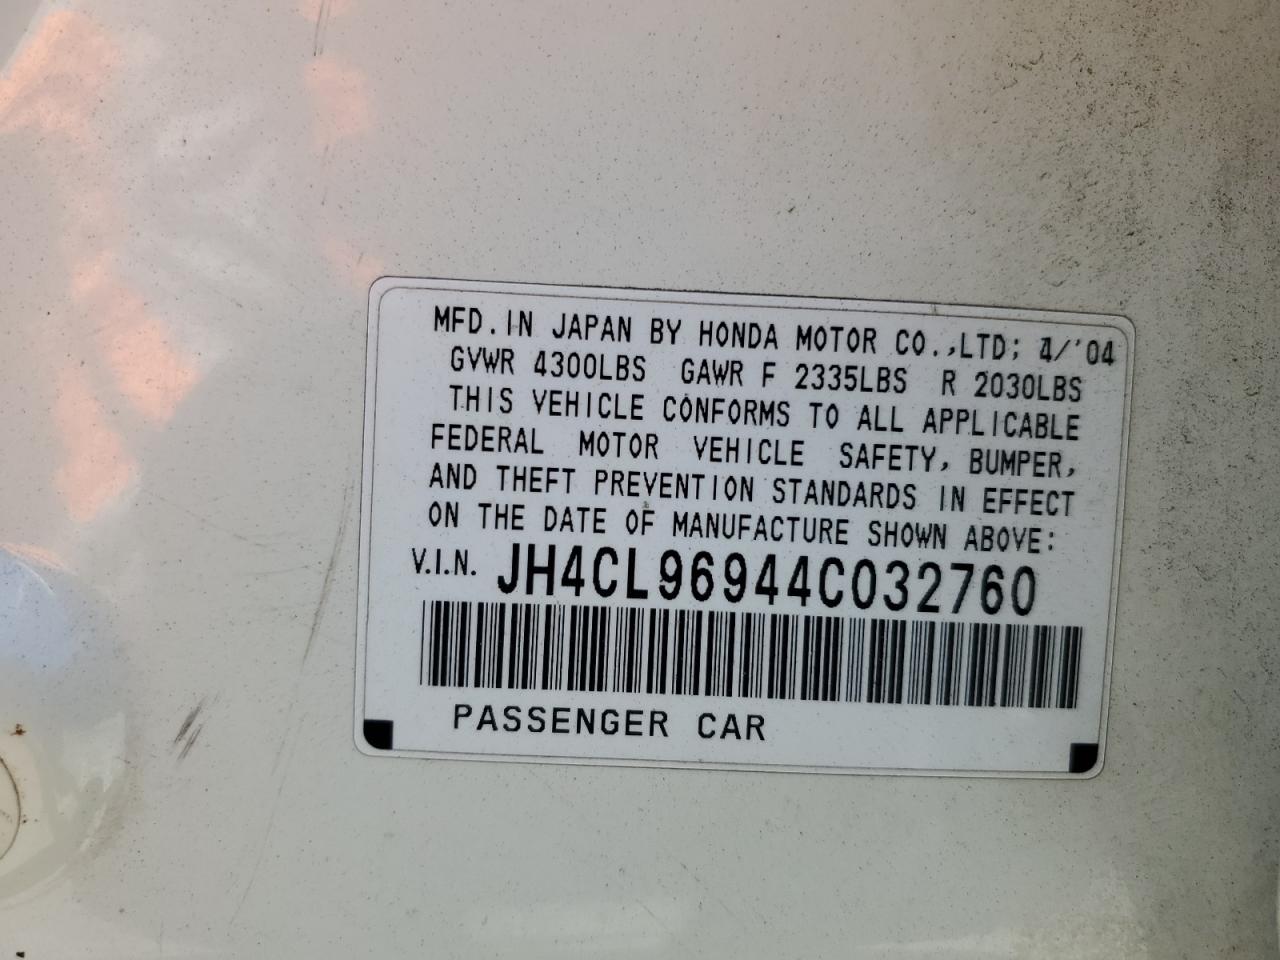 MFD.IN JAPAN BY HONDA MOTOR CO.,LTD; 4/'04
GVWR 4300LBS GAWR F 2335LBS R 2030LBS
THIS VEHICLE CONFORMS TO ALL APPLICABLE
FEDERAL MOTOR VEHICLE SAFETY, BUMPER,
AND THEFT PREVENTION STANDARDS IN EFFECT
ON THE DATE OF MANUFACTURE SHOWN ABOVE:
V.I.N. JH4CL96944C032760
PASSENGER CAR